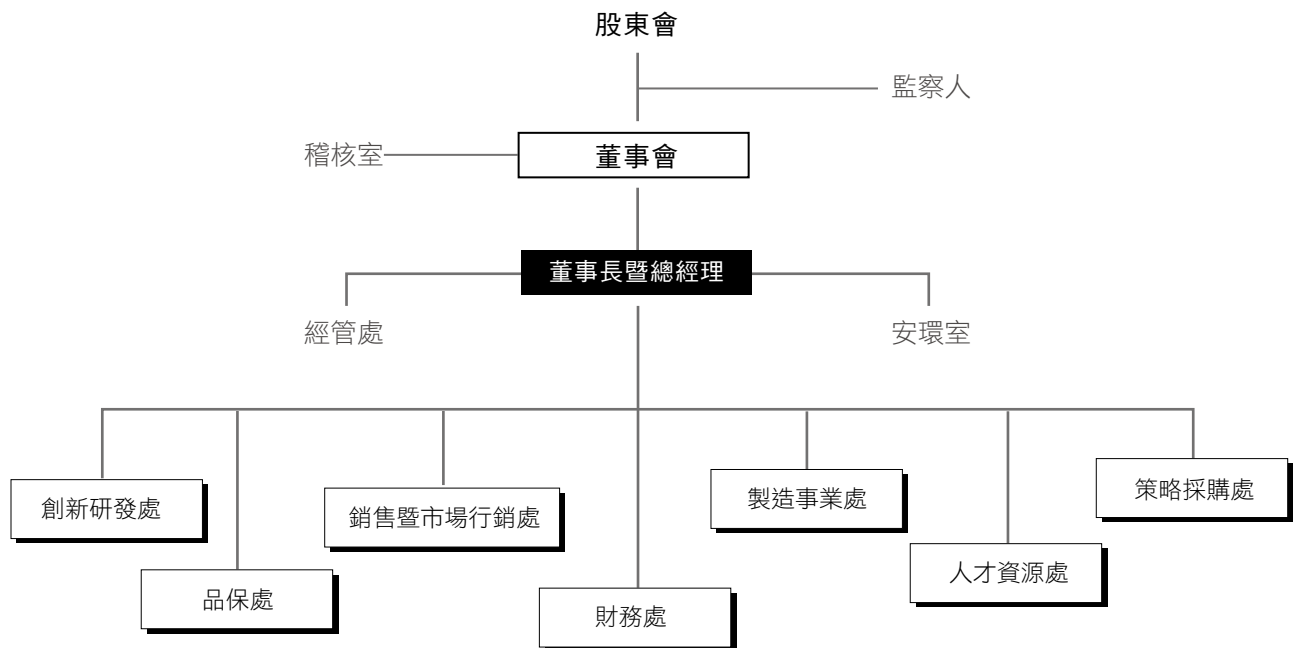 股東會
監察人
稽核室
董事會
董事長暨總經理
經管處
安環室
創新研發處
品保處
銷售暨市場行銷處
財務處
製造事業處
人才資源處
策略採購處